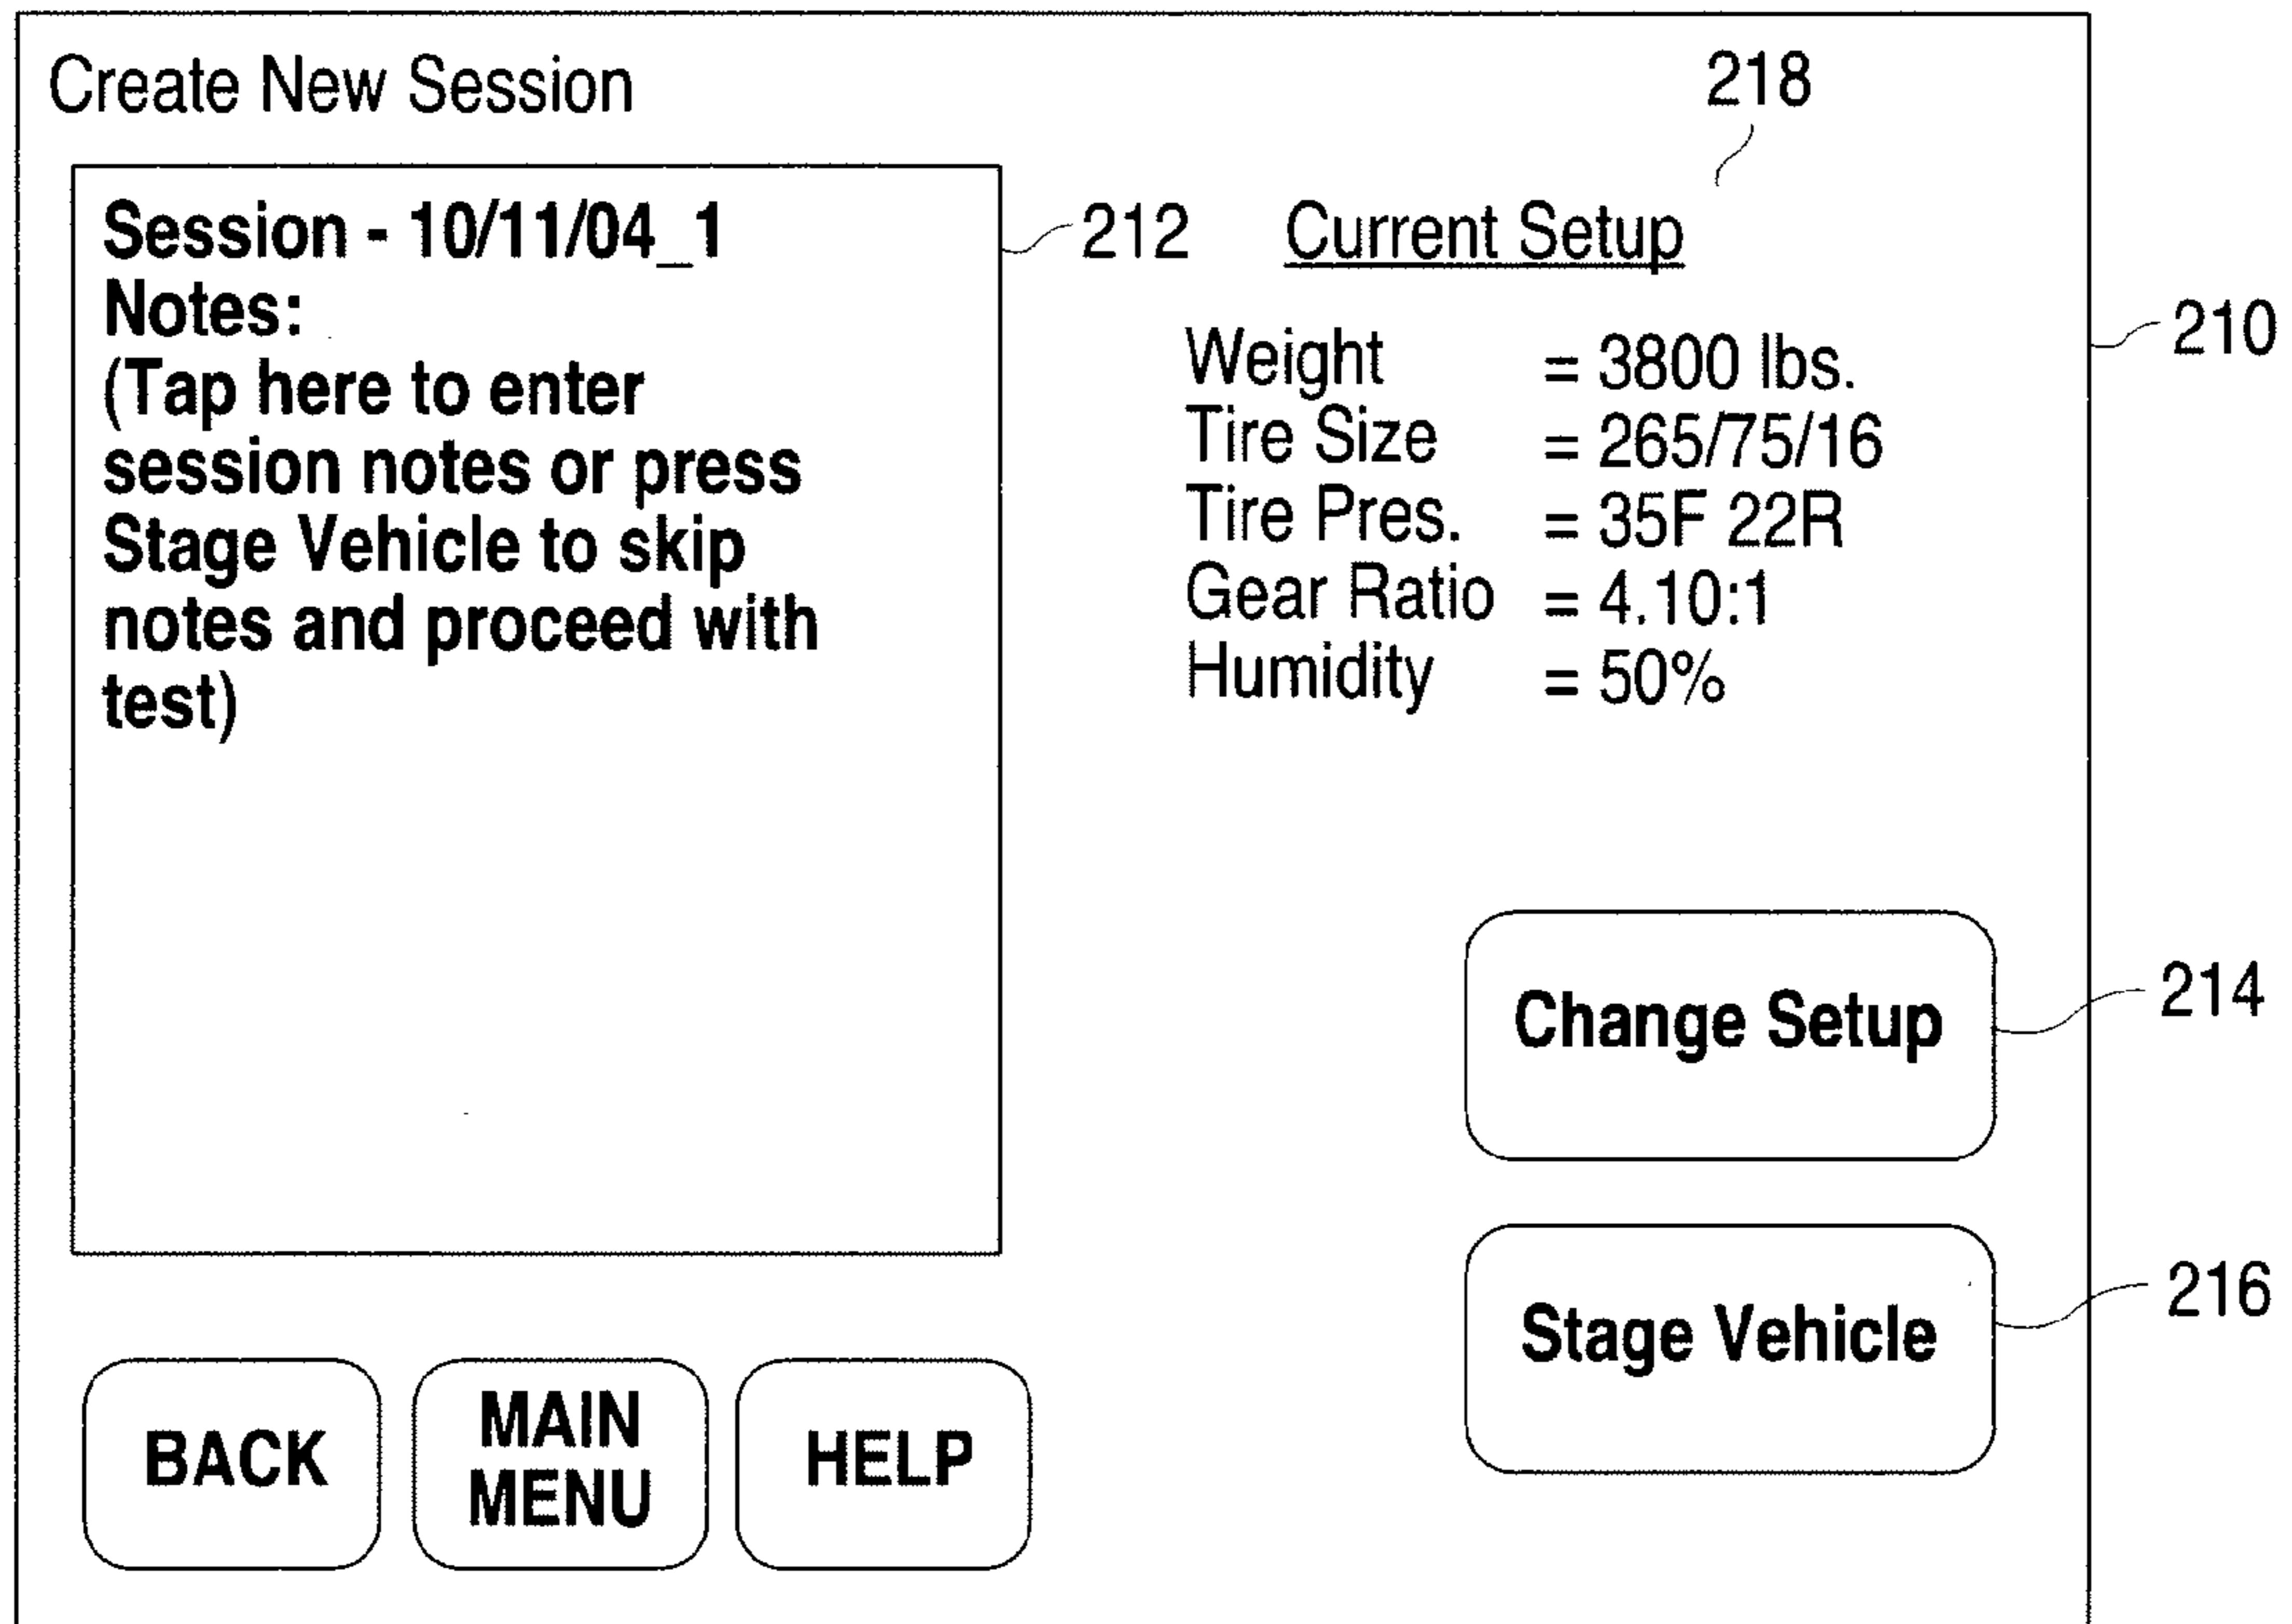 Create New Session
218
Session - 10/11/04_1
Notes:
(Tap here to enter
session notes or press
Stage Vehicle to skip
notes and proceed with
test)
212
Current Setup
210
Weight = 3800 lbs.
Tire Size = 265/75/16
Tire Pres. = 35F 22R
Gear Ratio = 4.10:1
Humidity = 50%
Change Setup
214
Stage Vehicle
216
BACK
MAIN
MENU
HELP